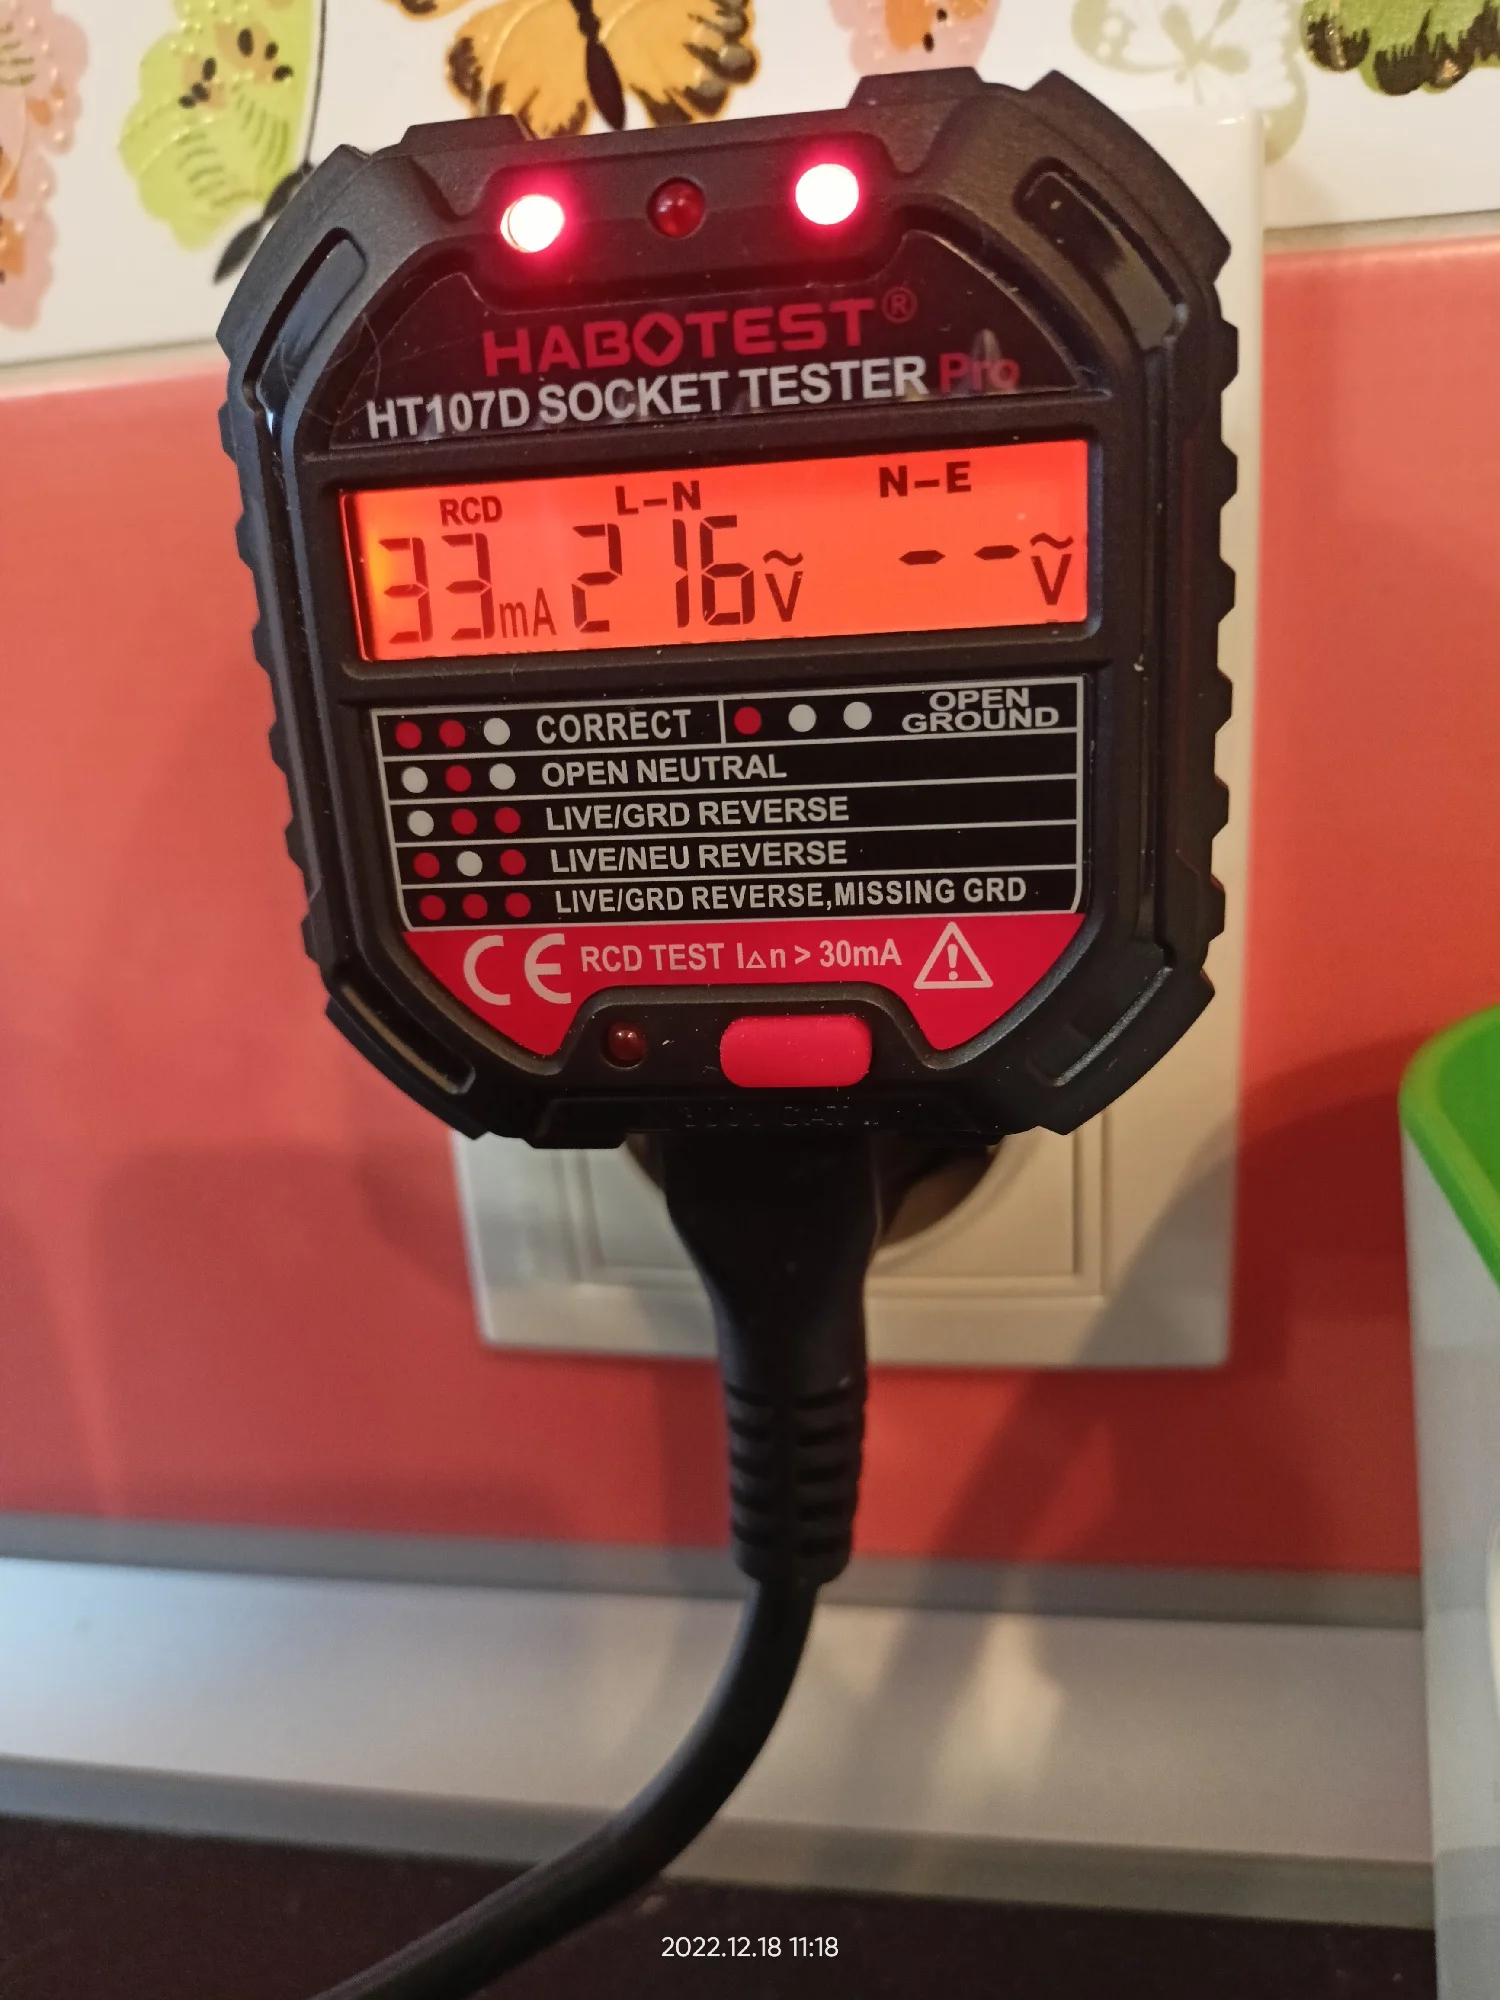 HABOTEST®
HT107D SOCKET TESTER Pro
RCD L–N N–E
33mA 216V --V
CORRECT
OPEN
GROUND
OPEN NEUTRAL
LIVE/GRD REVERSE
LIVE/NEU REVERSE
LIVE/GRD REVERSE,MISSING GRD
CE RCD TEST I△n > 30mA
2022.12.18 11:18